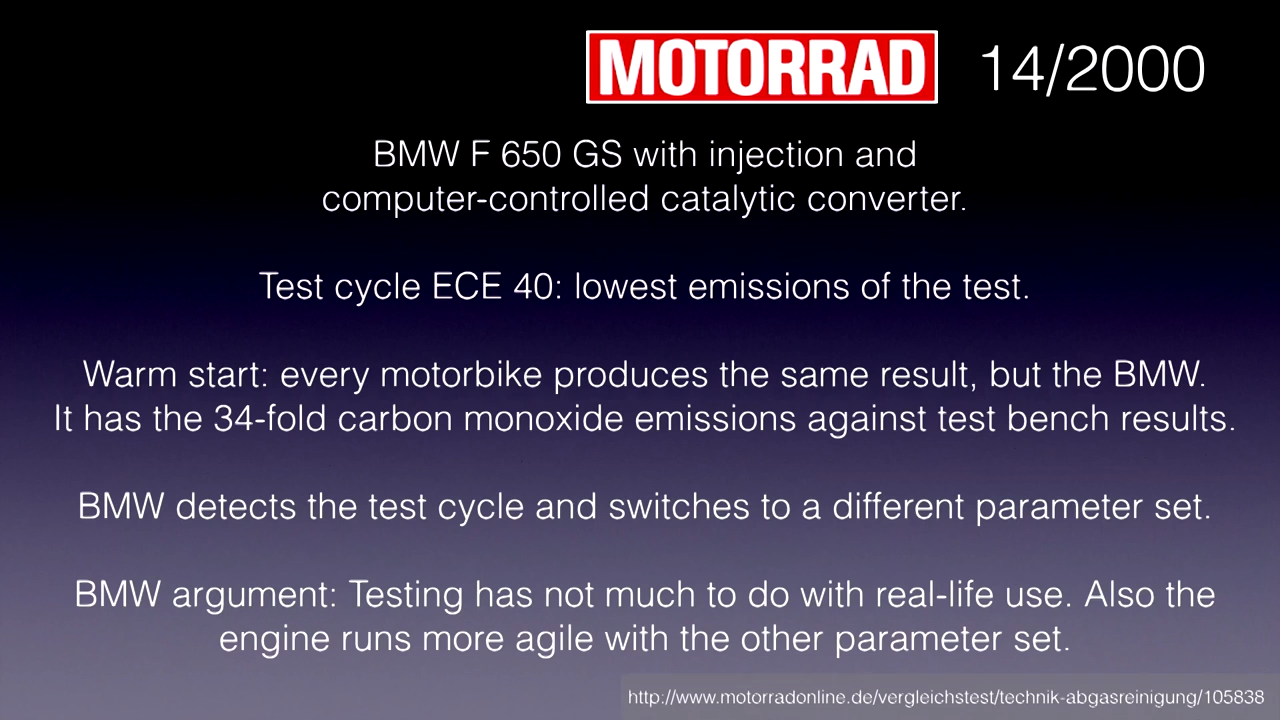 MOTORRAD 14/2000
BMW F 650 GS with injection and
computer-controlled catalytic converter.
Test cycle ECE 40: lowest emissions of the test.
Warm start: every motorbike produces the same result, but the BMW.
It has the 34-fold carbon monoxide emissions against test bench results.
BMW detects the test cycle and switches to a different parameter set.
BMW argument: Testing has not much to do with real-life use. Also the
engine runs more agile with the other parameter set.
http://www.motorradonline.de/vergleichstest/technik-abgasreinigung/105838